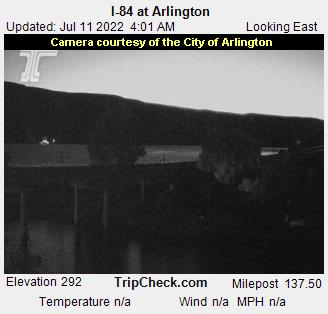 I-84 at Arlington
Updated: Jul 11 2022 4:01 AM Looking East
Camera courtesy of the City of Arlington
Elevation 292 TripCheck.com Milepost 137.50
Temperature n/a Wind n/a MPH n/a